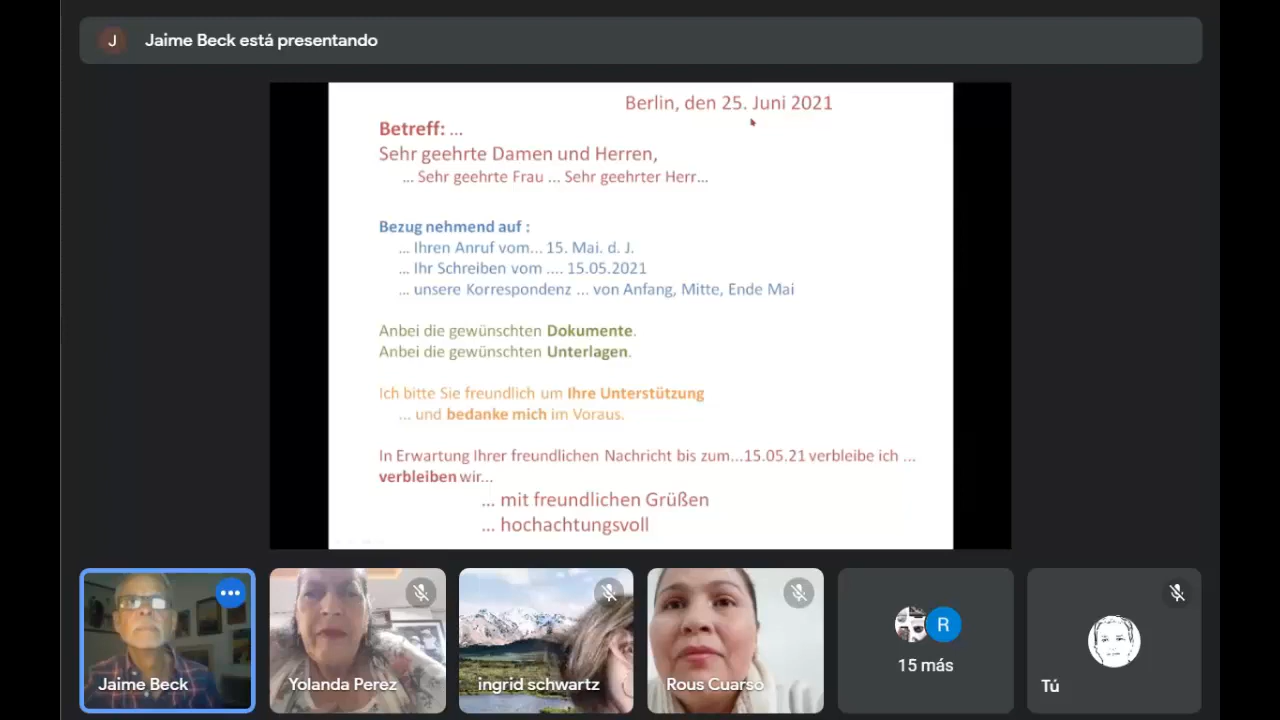 J Jaime Beck está presentando
Berlin, den 25. Juni 2021
Betreff: ...
Sehr geehrte Damen und Herren,
... Sehr geehrte Frau ... Sehr geehrter Herr...
Bezug nehmend auf :
... Ihren Anruf vom... 15. Mai. d. J.
... Ihr Schreiben vom .... 15.05.2021
... unsere Korrespondenz ... von Anfang, Mitte, Ende Mai
Anbei die gewünschten Dokumente.
Anbei die gewünschten Unterlagen.
Ich bitte Sie freundlich um Ihre Unterstützung
... und bedanke mich im Voraus.
In Erwartung Ihrer freundlichen Nachricht bis zum...15.05.21 verbleibe ich ...
verbleiben wir...
... mit freundlichen Grüßen
... hochachtungsvoll
Jaime Beck
Yolanda Perez
ingrid schwartz
Rous Cuarso
R
15 más
Tú